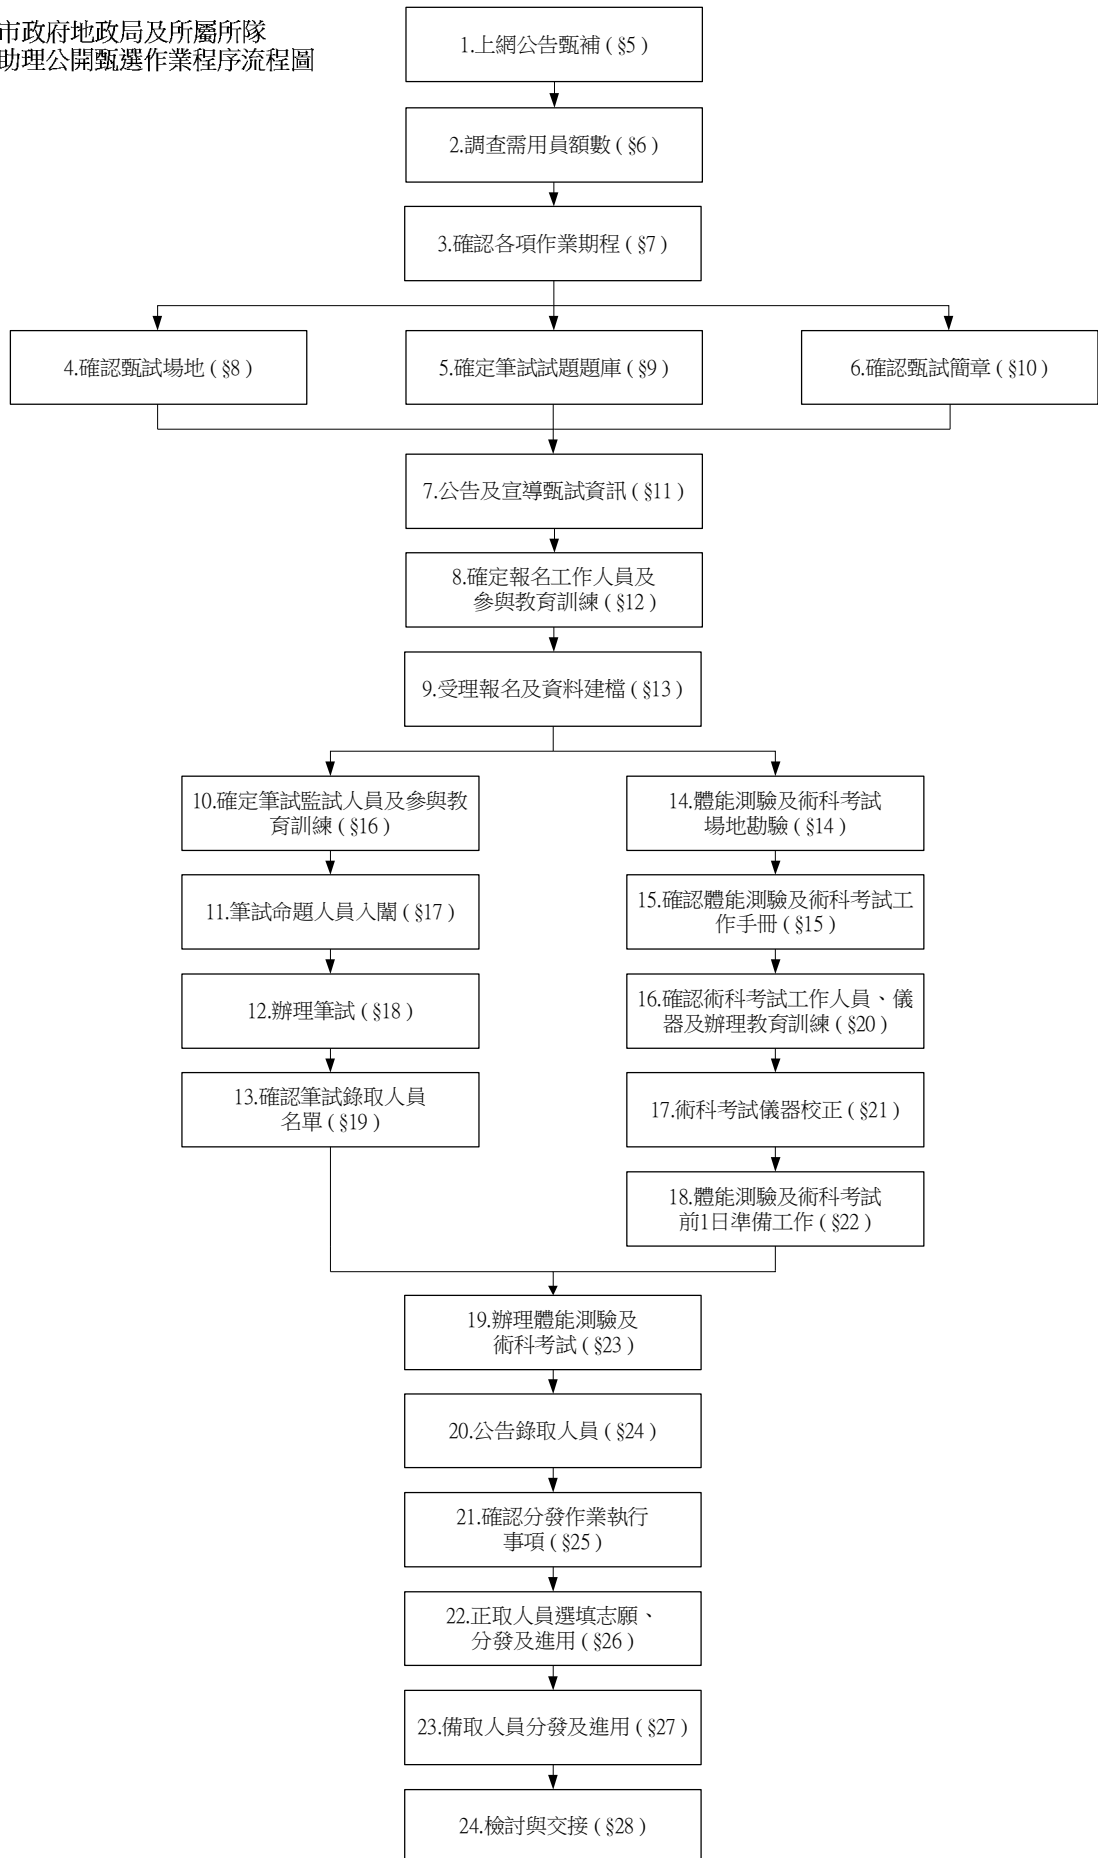 市政府地政局及所屬所隊
助理公開甄選作業程序流程圖
1.上網公告甄補 ( §5 )
2.調查需用員額數 ( §6 )
3.確認各項作業期程 ( §7 )
4.確認甄試場地 ( §8 )
5.確定筆試試題題庫 ( §9 )
6.確認甄試簡章 ( §10 )
7.公告及宣導甄試資訊 ( §11 )
8.確定報名工作人員及
參與教育訓練 ( §12 )
9.受理報名及資料建檔 ( §13 )
10.確定筆試監試人員及參與教
育訓練 ( §16 )
11.筆試命題人員入闈 ( §17 )
12.辦理筆試 ( §18 )
13.確認筆試錄取人員
名單 ( §19 )
14.體能測驗及術科考試
場地勘驗 ( §14 )
15.確認體能測驗及術科考試工
作手冊 ( §15 )
16.確認術科考試工作人員、儀
器及辦理教育訓練 ( §20 )
17.術科考試儀器校正 ( §21 )
18.體能測驗及術科考試
前1日準備工作 ( §22 )
19.辦理體能測驗及
術科考試 ( §23 )
20.公告錄取人員 ( §24 )
21.確認分發作業執行
事項 ( §25 )
22.正取人員選填志願、
分發及進用 ( §26 )
23.備取人員分發及進用 ( §27 )
24.檢討與交接 ( §28 )